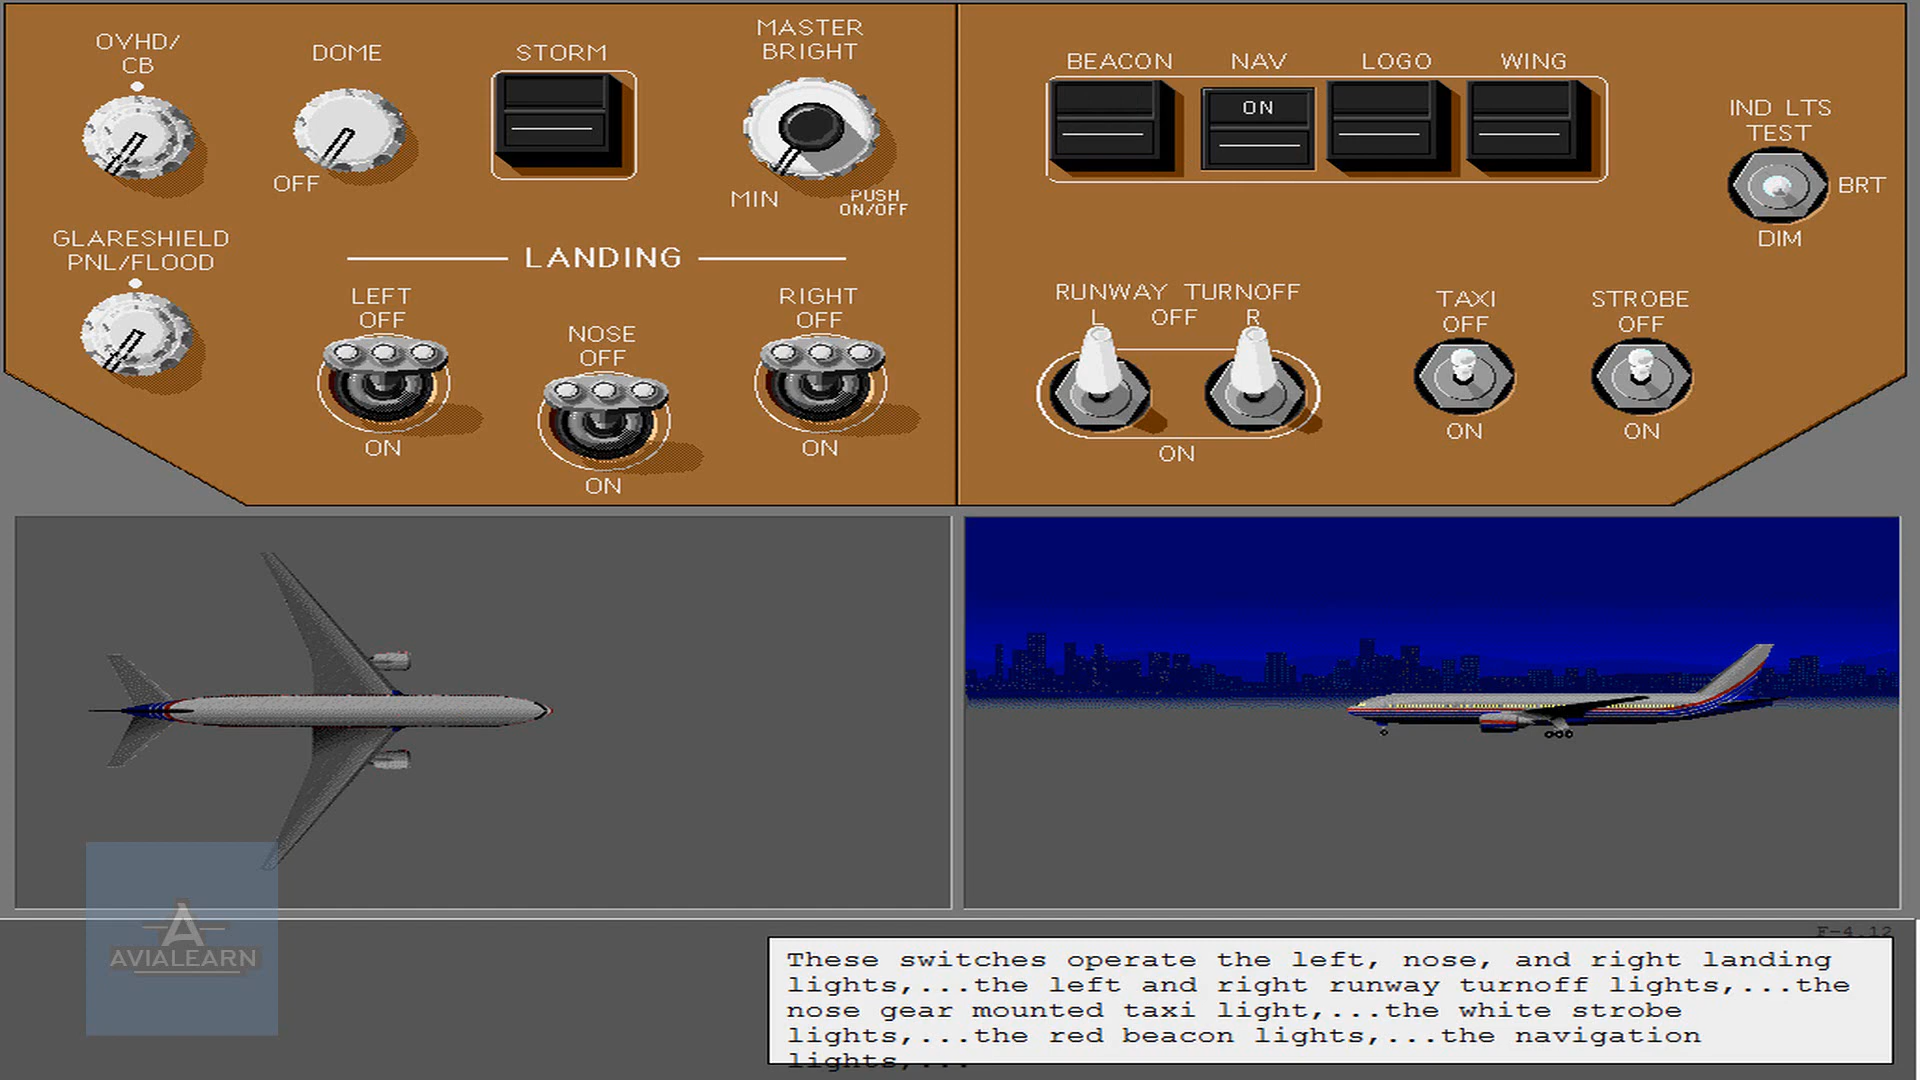 OVHD/
CB
DOME
OFF
STORM
MASTER
BRIGHT
MIN
PUSH
ON/OFF
GLARESHIELD
PNL/FLOOD
LANDING
LEFT
OFF
ON
NOSE
OFF
ON
RIGHT
OFF
ON
BEACON
NAV
ON
LOGO
WING
IND LTS
TEST
BRT
DIM
RUNWAY TURNOFF
L OFF R
ON
TAXI
OFF
ON
STROBE
OFF
ON
A
AVIALEARN
F-4.12
These switches operate the left, nose, and right landing
lights,...the left and right runway turnoff lights,...the
nose gear mounted taxi light,...the white strobe
lights,...the red beacon lights,...the navigation
lights,...